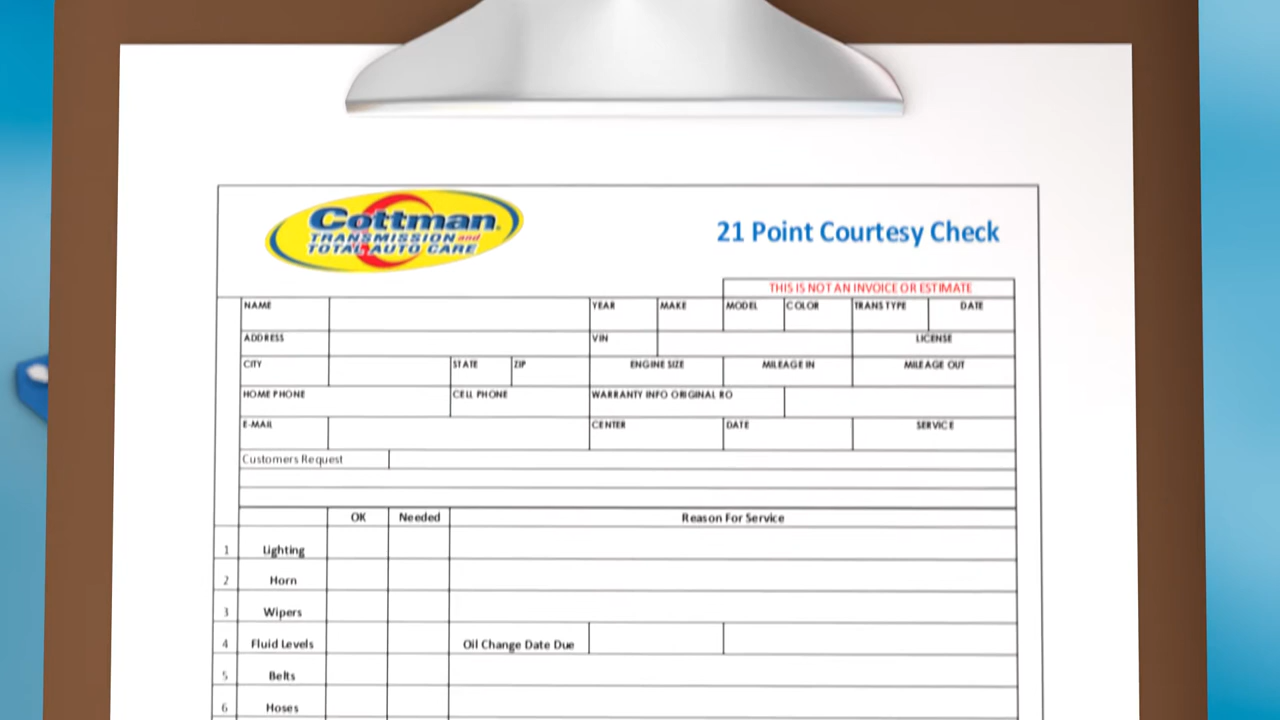 Cottman
TRANSMISSION and
TOTAL AUTO CARE
21 Point Courtesy Check
THIS IS NOT AN INVOICE OR ESTIMATE
NAME YEAR MAKE MODEL COLOR TRANS TYPE DATE
ADDRESS VIN LICENSE
CITY STATE ZIP ENGINE SIZE MILEAGE IN MILEAGE OUT
HOME PHONE CELL PHONE WARRANTY INFO ORIGINAL RO
E-MAIL CENTER DATE SERVICE
Customers Request
OK Needed Reason For Service
1 Lighting
2 Horn
3 Wipers
4 Fluid Levels Oil Change Date Due
5 Belts
6 Hoses